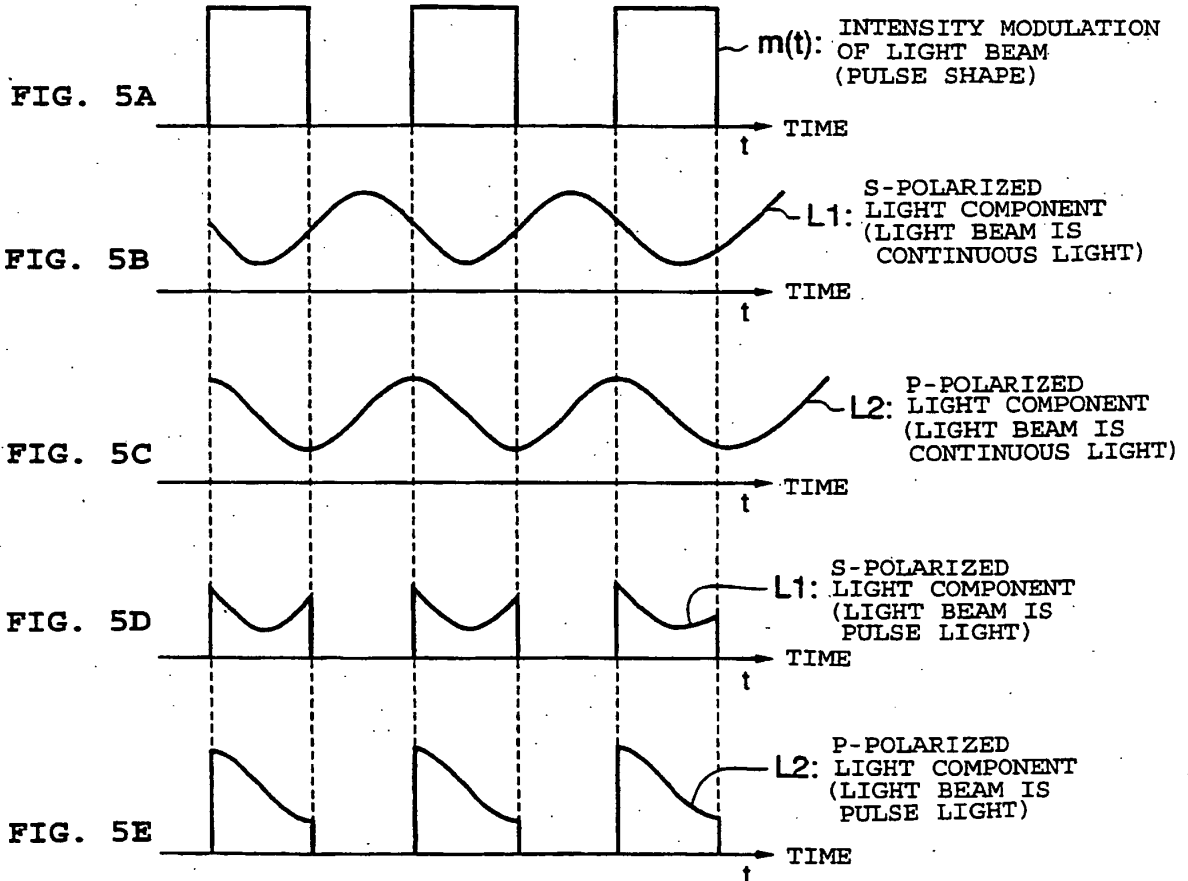 m(t): INTENSITY MODULATION
OF LIGHT BEAM
(PULSE SHAPE)
FIG. 5A
TIME
t
L1: S-POLARIZED
LIGHT COMPONENT
(LIGHT BEAM IS
CONTINUOUS LIGHT)
FIG. 5B
TIME
t
L2: P-POLARIZED
LIGHT COMPONENT
(LIGHT BEAM IS
CONTINUOUS LIGHT)
FIG. 5C
TIME
t
L1: S-POLARIZED
LIGHT COMPONENT
(LIGHT BEAM IS
PULSE LIGHT)
FIG. 5D
TIME
t
L2: P-POLARIZED
LIGHT COMPONENT
(LIGHT BEAM IS
PULSE LIGHT)
FIG. 5E
TIME
t